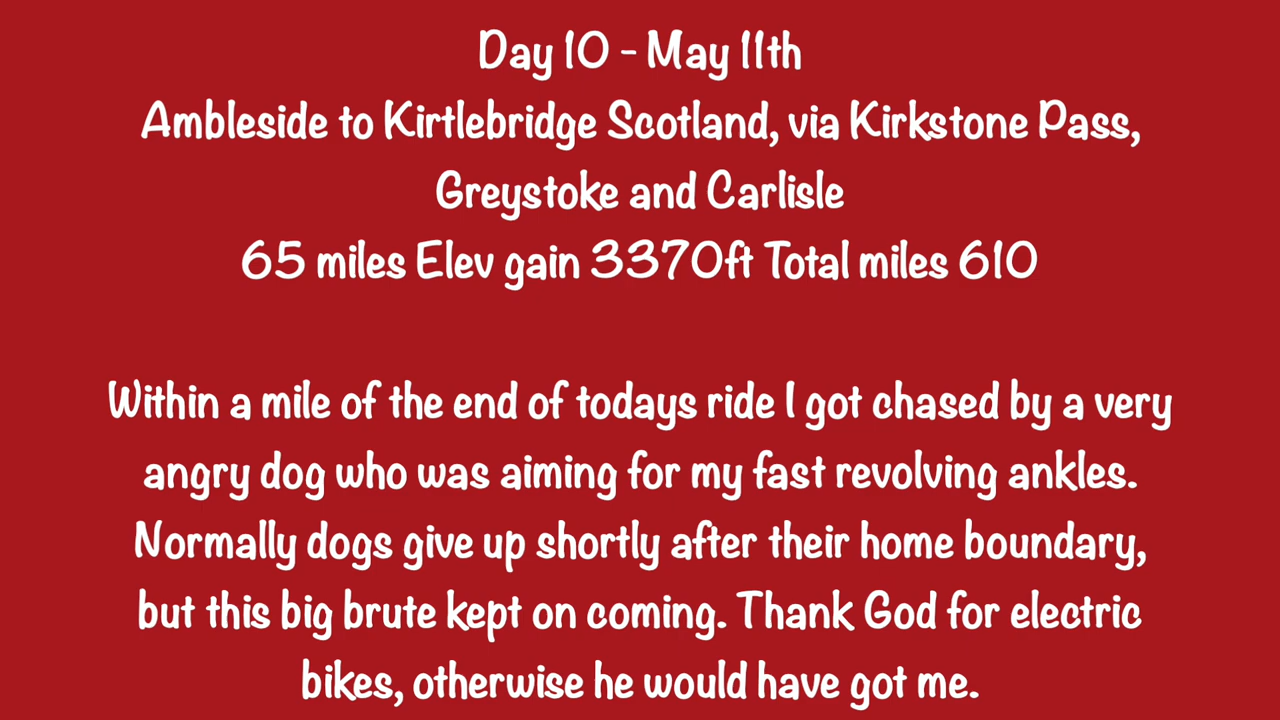 Day 10 - May 11th
Ambleside to Kirtlebridge Scotland, via Kirkstone Pass,
Greystoke and Carlisle
65 miles Elev gain 3370ft Total miles 610
Within a mile of the end of todays ride I got chased by a very
angry dog who was aiming for my fast revolving ankles.
Normally dogs give up shortly after their home boundary,
but this big brute kept on coming. Thank God for electric
bikes, otherwise he would have got me.